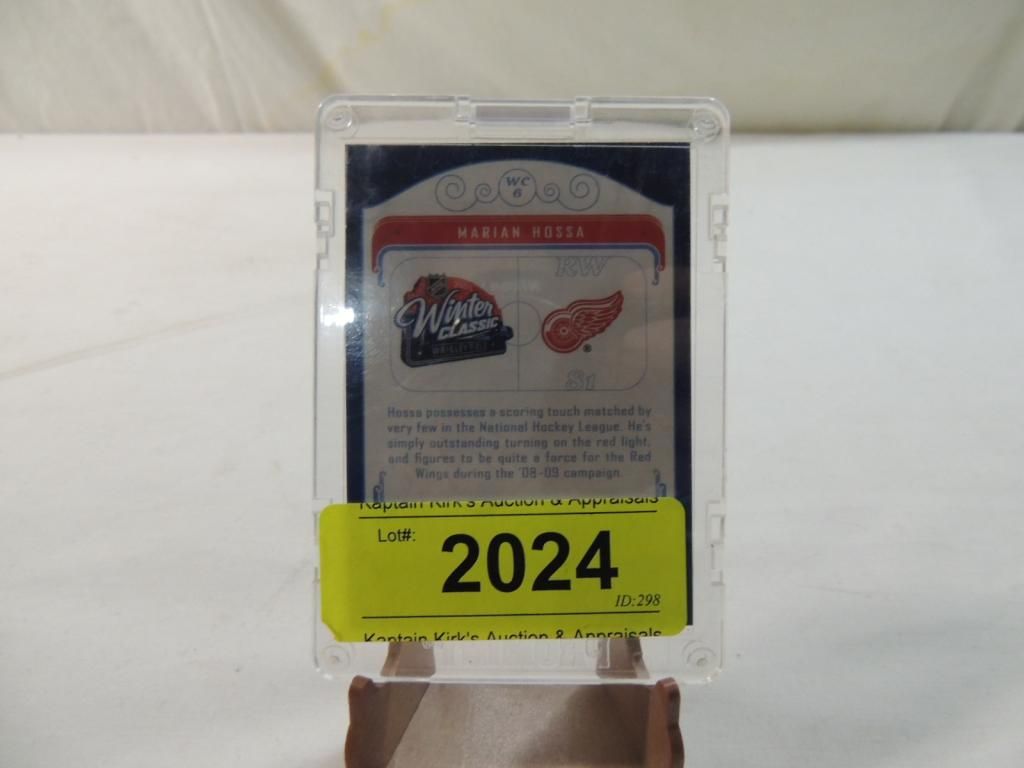 WC
6
MARIAN HOSSA
RW
Winter
CLASSIC
S1
Hossa possesses a scoring touch matched by
very few in the National Hockey League. He's
simply outstanding turning on the red light,
and figures to be quite a force for the Red
Wings during the '08-09 campaign.
Kaptain Kirk's Auction & Appraisals
Lot#:
2024
ID:298
Kaptain Kirk's Auction & Appraisals